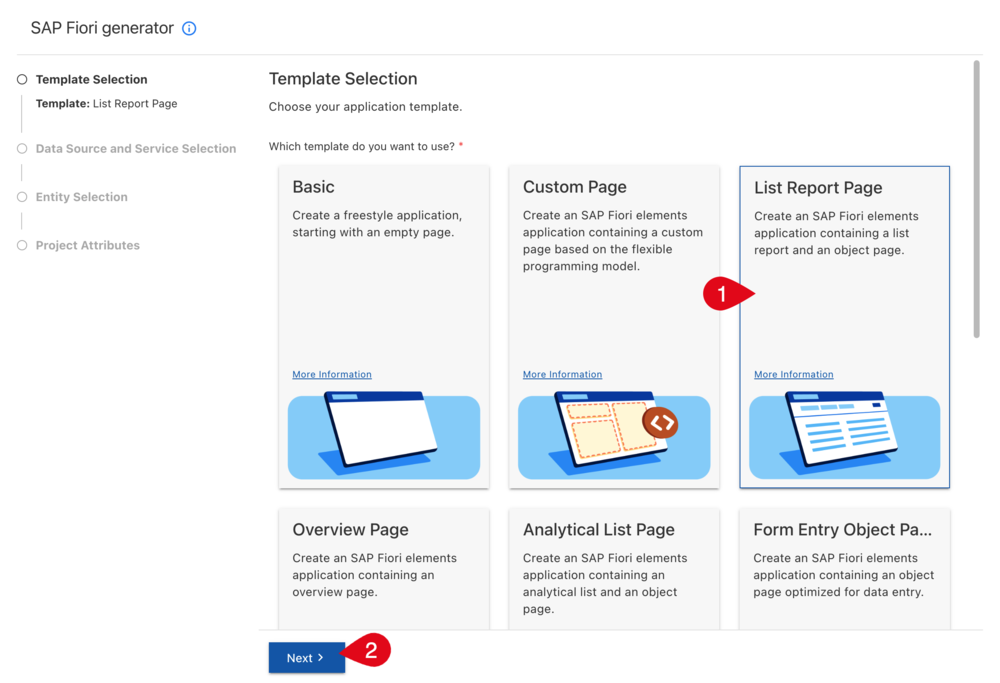 SAP Fiori generator
Template Selection
Template: List Report Page
Data Source and Service Selection
Entity Selection
Project Attributes
Template Selection
Choose your application template.
Which template do you want to use? *
Basic
Create a freestyle application,
starting with an empty page.
More Information
Custom Page
Create an SAP Fiori elements
application containing a custom
page based on the flexible
programming model.
More Information
List Report Page
Create an SAP Fiori elements
application containing a list
report and an object page.
More Information
1
Overview Page
Create an SAP Fiori elements
application containing an
overview page.
Analytical List Page
Create an SAP Fiori elements
application containing an
analytical list and an object
page.
Form Entry Object Pa...
Create an SAP Fiori elements
application containing an object
page optimized for data entry.
Next
2